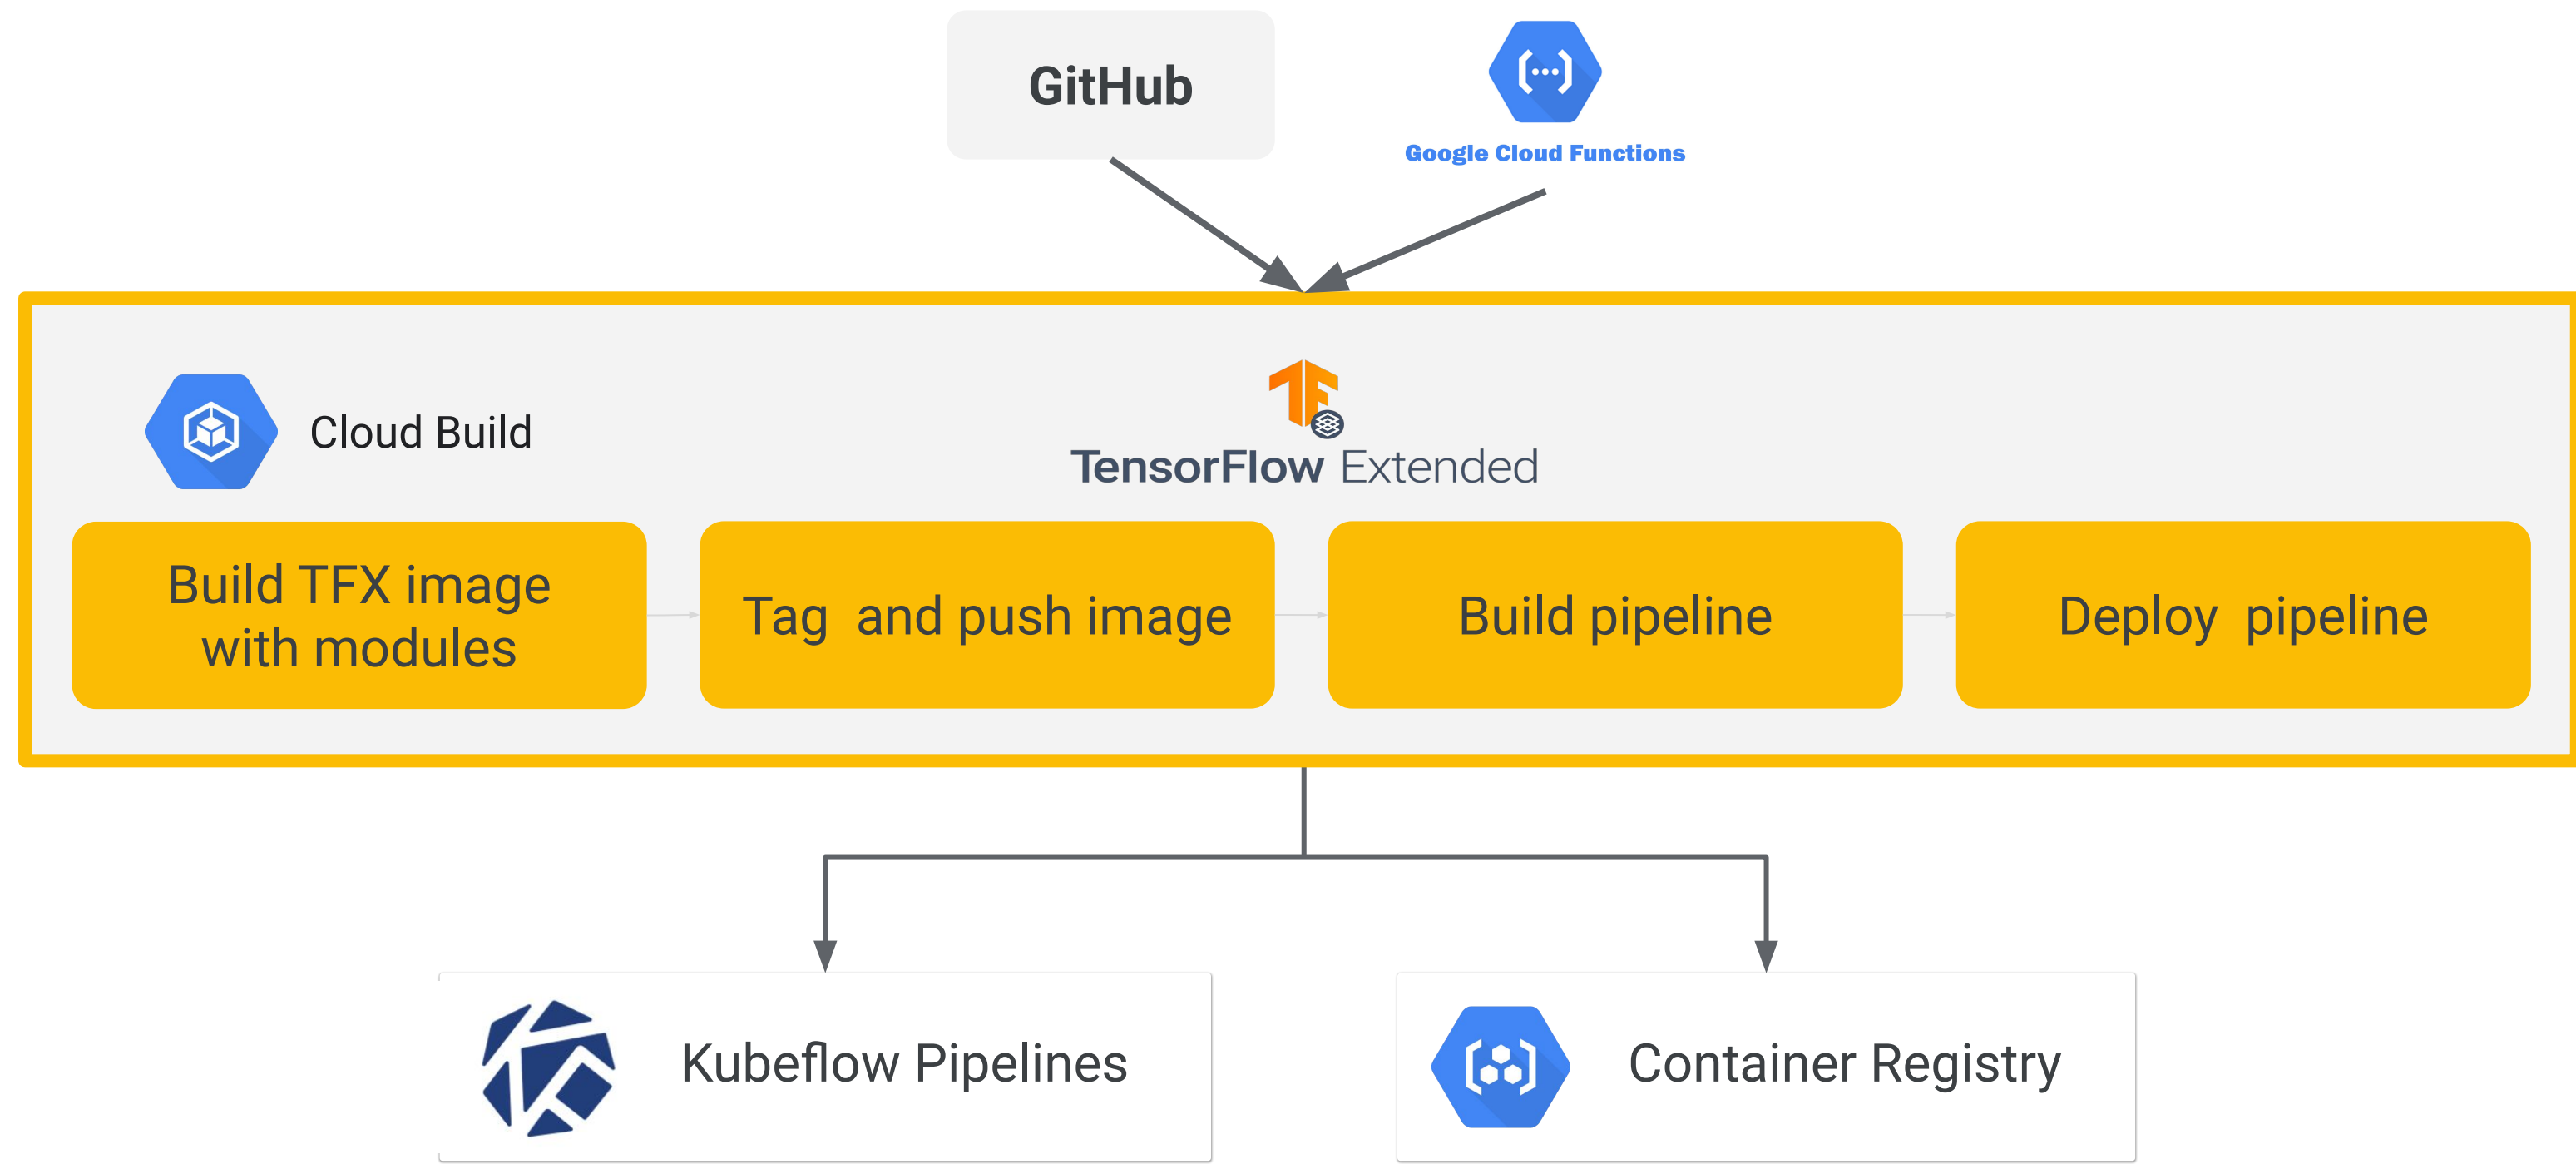 GitHub
Google Cloud Functions
Cloud Build
TensorFlow Extended
Build TFX image
with modules
Tag and push image
Build pipeline
Deploy pipeline
Kubeflow Pipelines
Container Registry